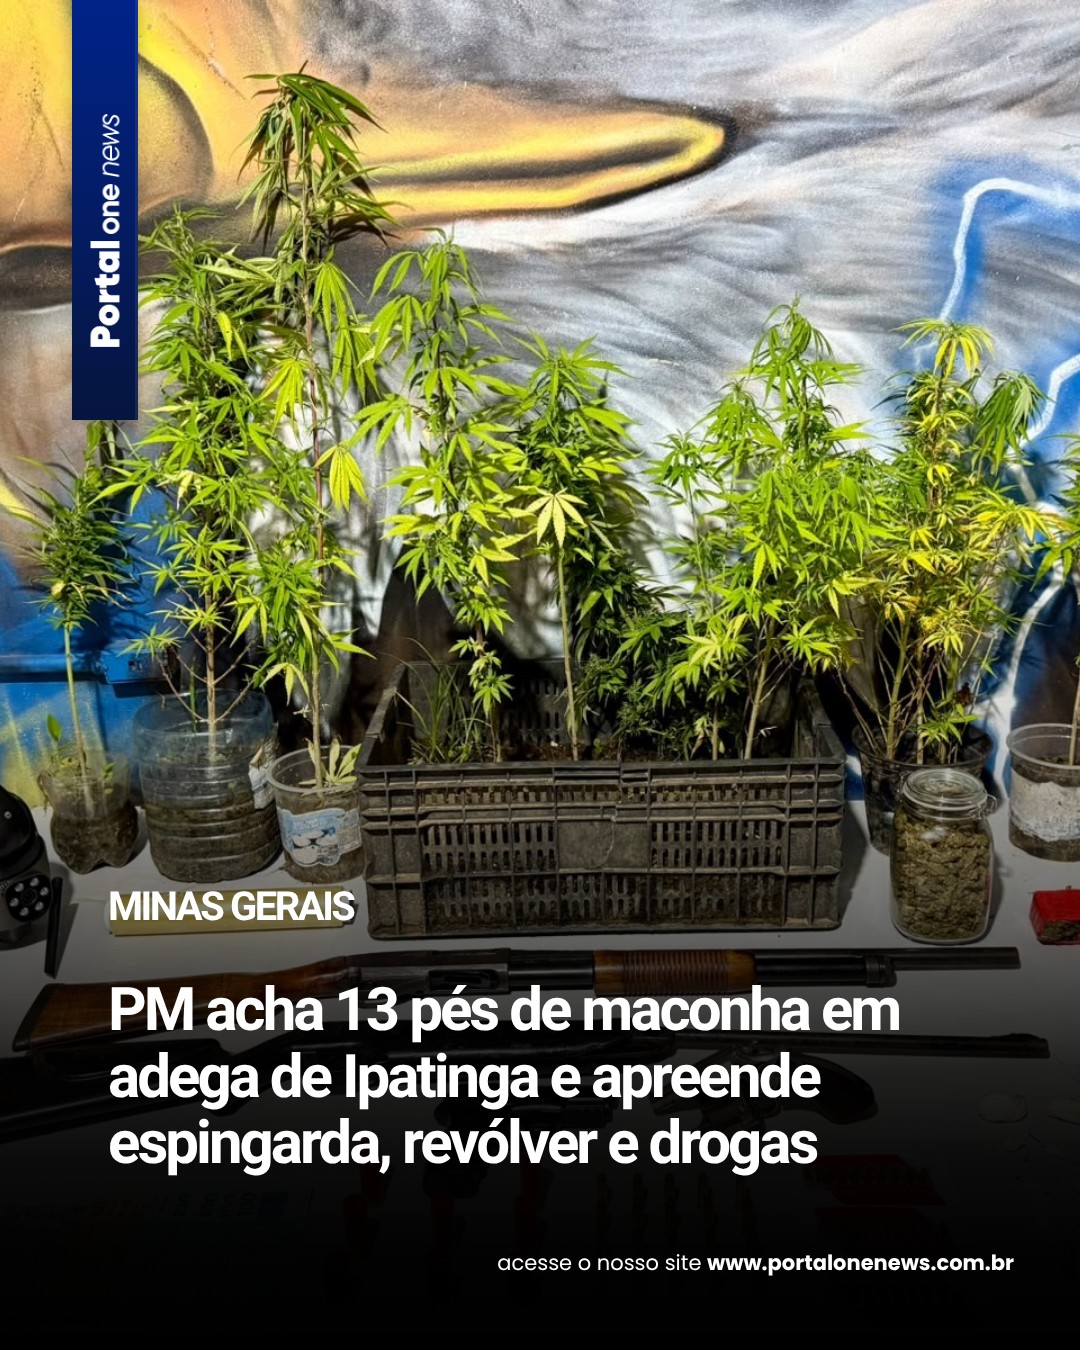 Portal one news
MINAS GERAIS
PM acha 13 pés de maconha em
adega de Ipatinga e apreende
espingarda, revólver e drogas
acesse o nosso site www.portalonenews.com.br